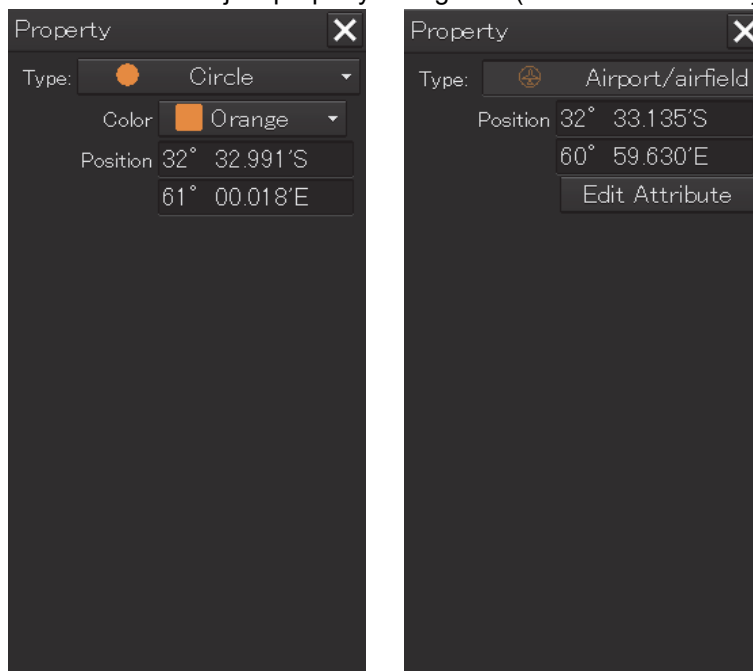 Property
Type: Circle
Color Orange
Position 32° 32.991'S
61° 00.018'E
Property
Type: Airport/airfield
Position 32° 33.135'S
60° 59.630'E
Edit Attribute